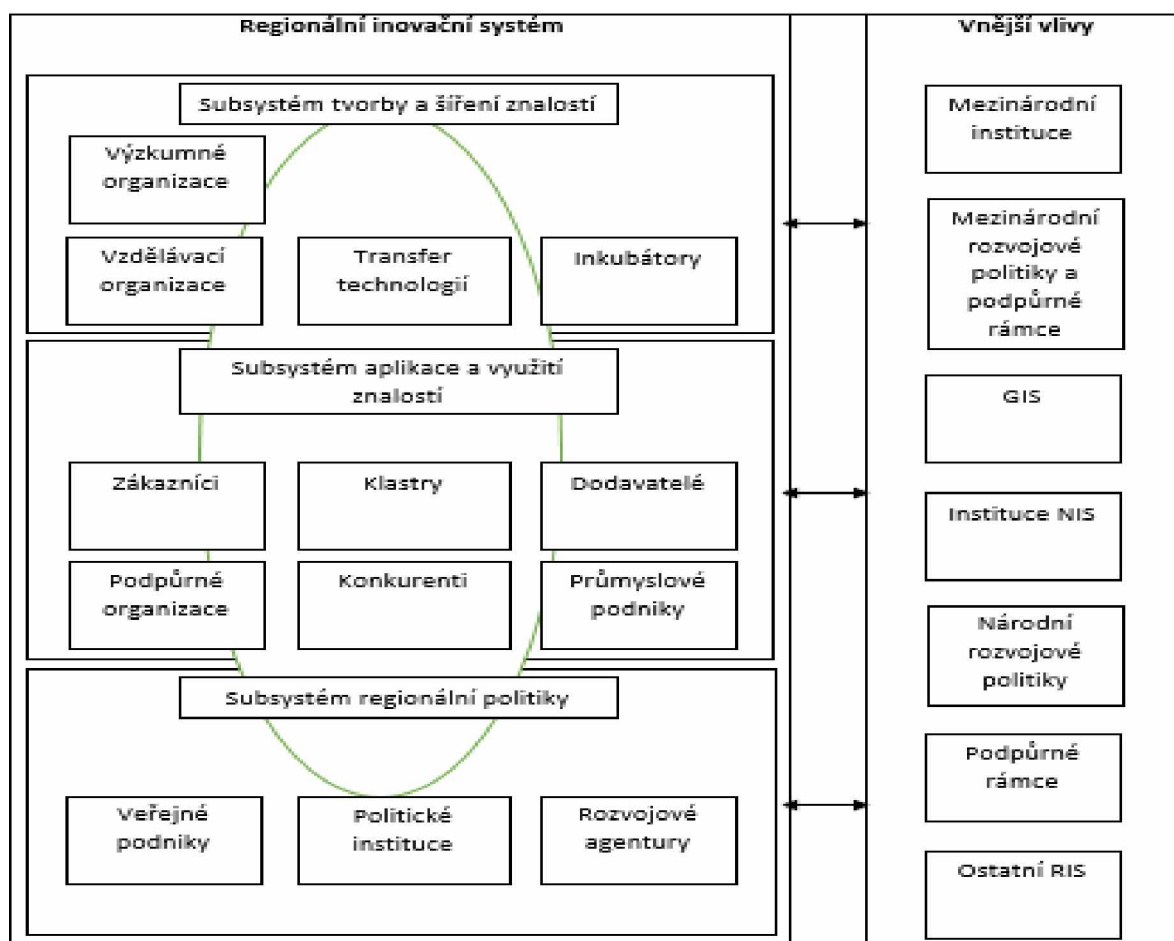 Regionální inovační systém
Subsystém tvorby a šíření znalostí
Výzkumné
organizace
Vzdělávací
organizace
Transfer
technologií
Inkubátory
Subsystém aplikace a využití
znalostí
Zákazníci
Klastry
Dodavatelé
Podpůrné
organizace
Konkurenti
Průmyslové
podniky
Subsystém regionální politiky
Veřejné
podniky
Politické
instituce
Rozvojové
agentury
Vnější vlivy
Mezinárodní
instituce
Mezinárodní
rozvojové
politiky a
podpůrné
rámce
GIS
Instituce NIS
Národní
rozvojové
politiky
Podpůrné
rámce
Ostatní RIS